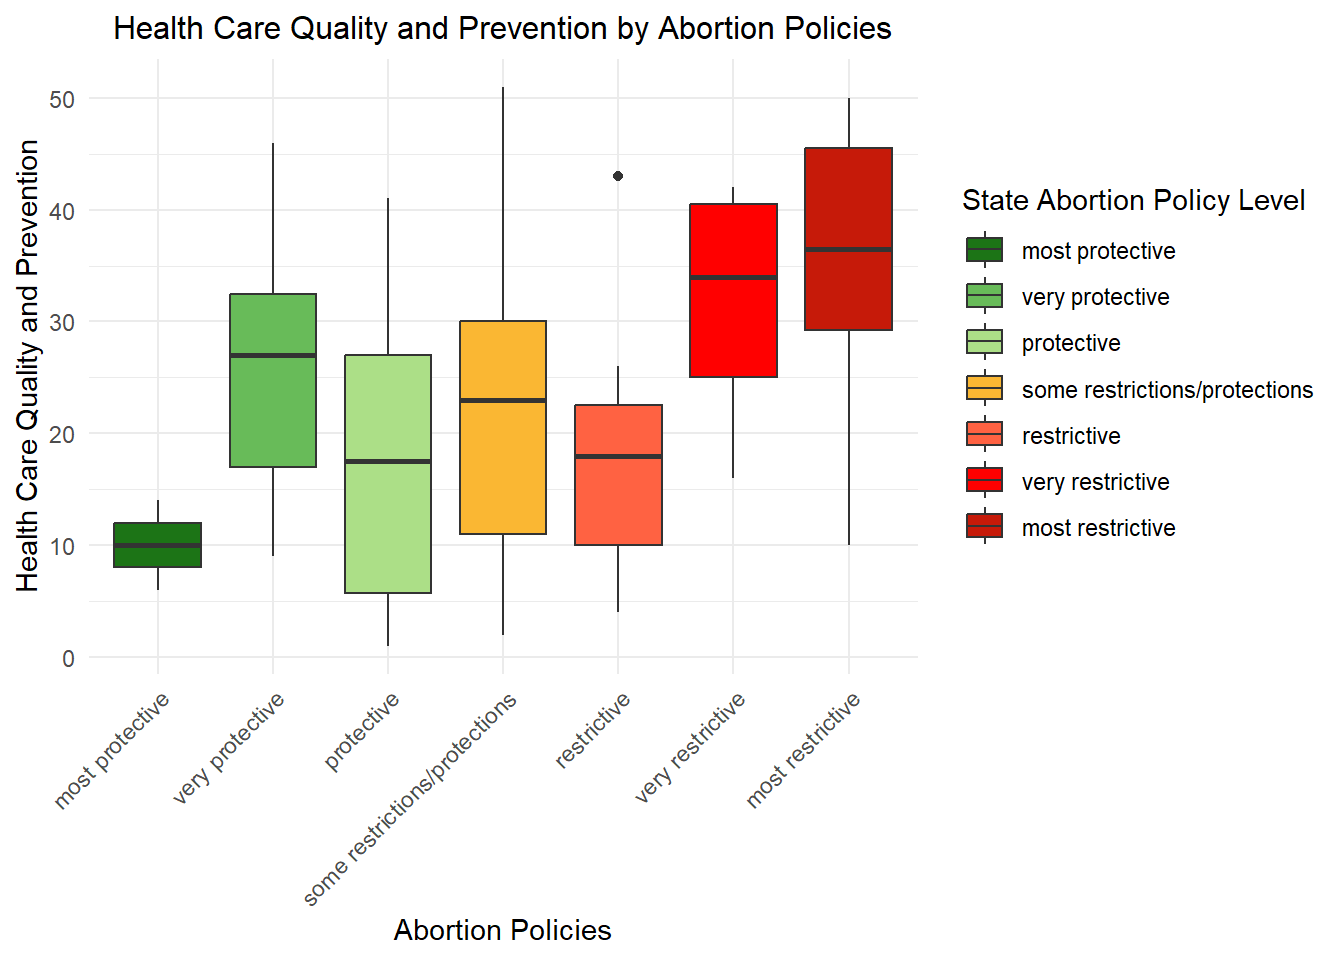 Health Care Quality and Prevention by Abortion Policies
Health Care Quality and Prevention
50
40
30
20
10
0
most protective
very protective
protective
some restrictions/protections
restrictive
very restrictive
most restrictive
Abortion Policies
State Abortion Policy Level
most protective
very protective
protective
some restrictions/protections
restrictive
very restrictive
most restrictive